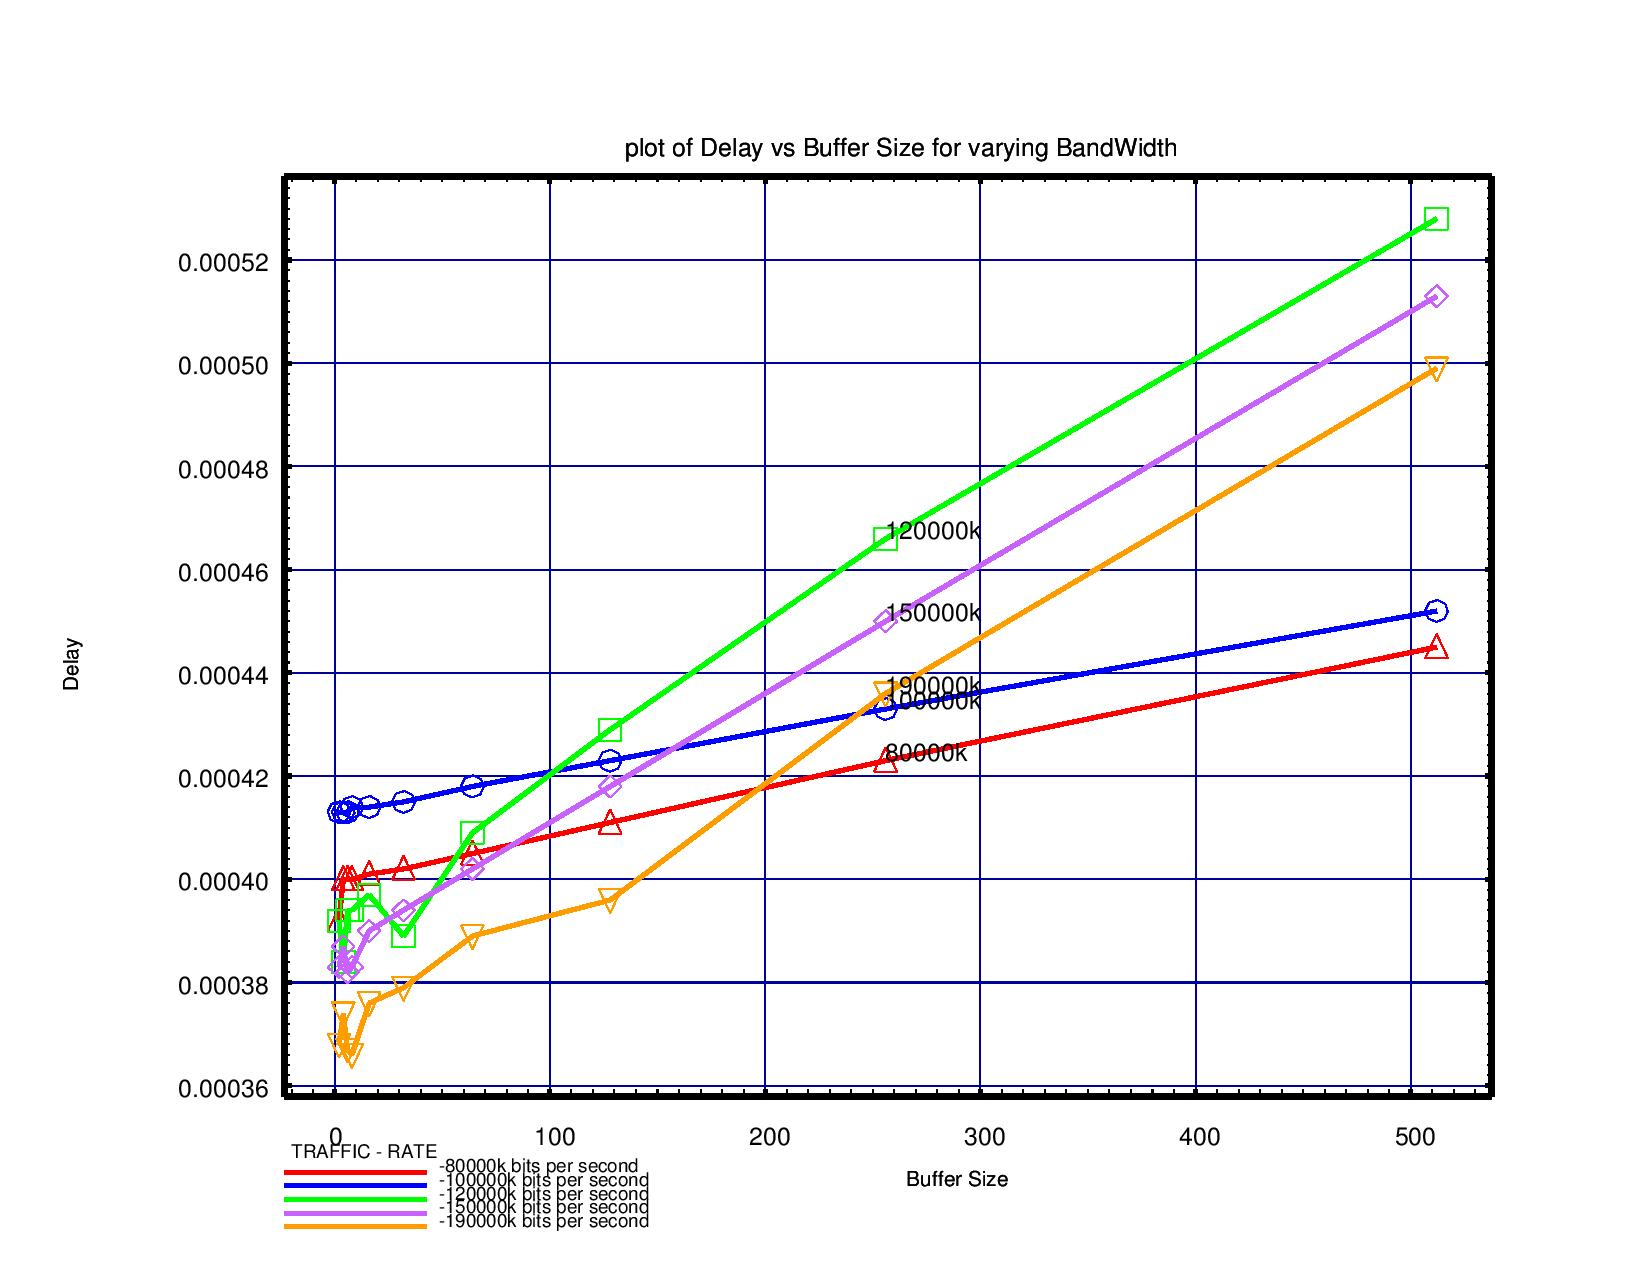 plot of Delay vs Buffer Size for varying BandWidth
0.00052
0.00050
0.00048
120000k
0.00046
150000k
Delay
0.00044
190000k
100000k
80000k
0.00042
0.00040
0.00038
0.00036
0 100 200 300 400 500
TRAFFIC - RATE
Buffer Size
-80000k bits per second
-100000k bits per second
-120000k bits per second
-150000k bits per second
-190000k bits per second